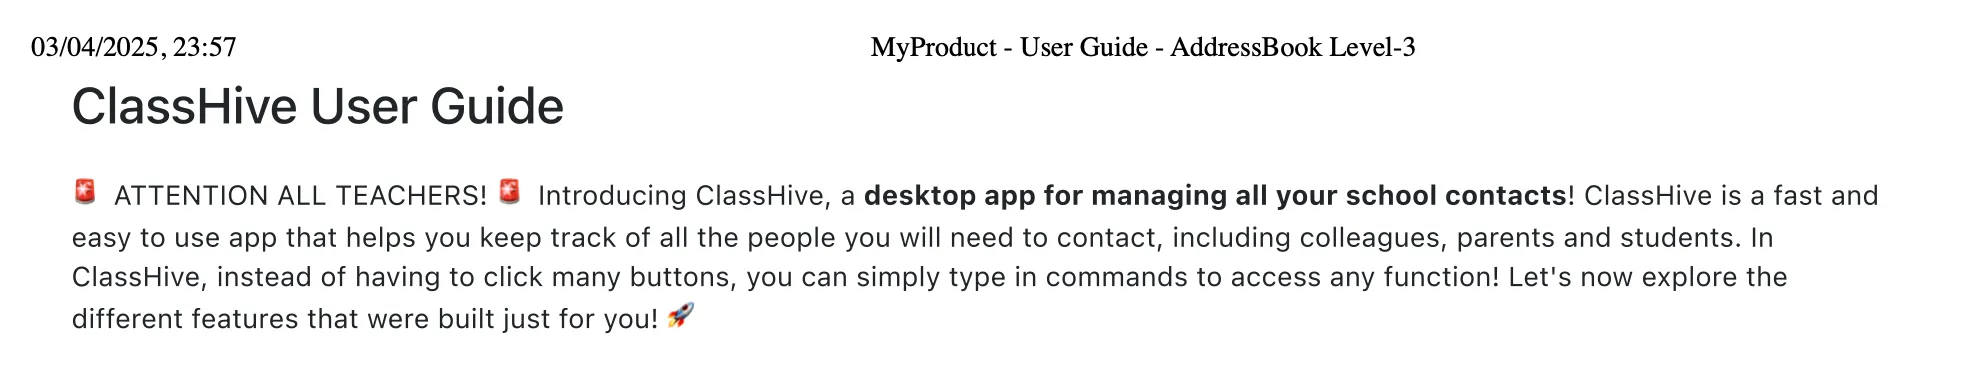 03/04/2025, 23:57 MyProduct - User Guide - AddressBook Level-3
ClassHive User Guide
🚨 ATTENTION ALL TEACHERS! 🚨 Introducing ClassHive, a desktop app for managing all your school contacts! ClassHive is a fast and
easy to use app that helps you keep track of all the people you will need to contact, including colleagues, parents and students. In
ClassHive, instead of having to click many buttons, you can simply type in commands to access any function! Let's now explore the
different features that were built just for you! 🚀